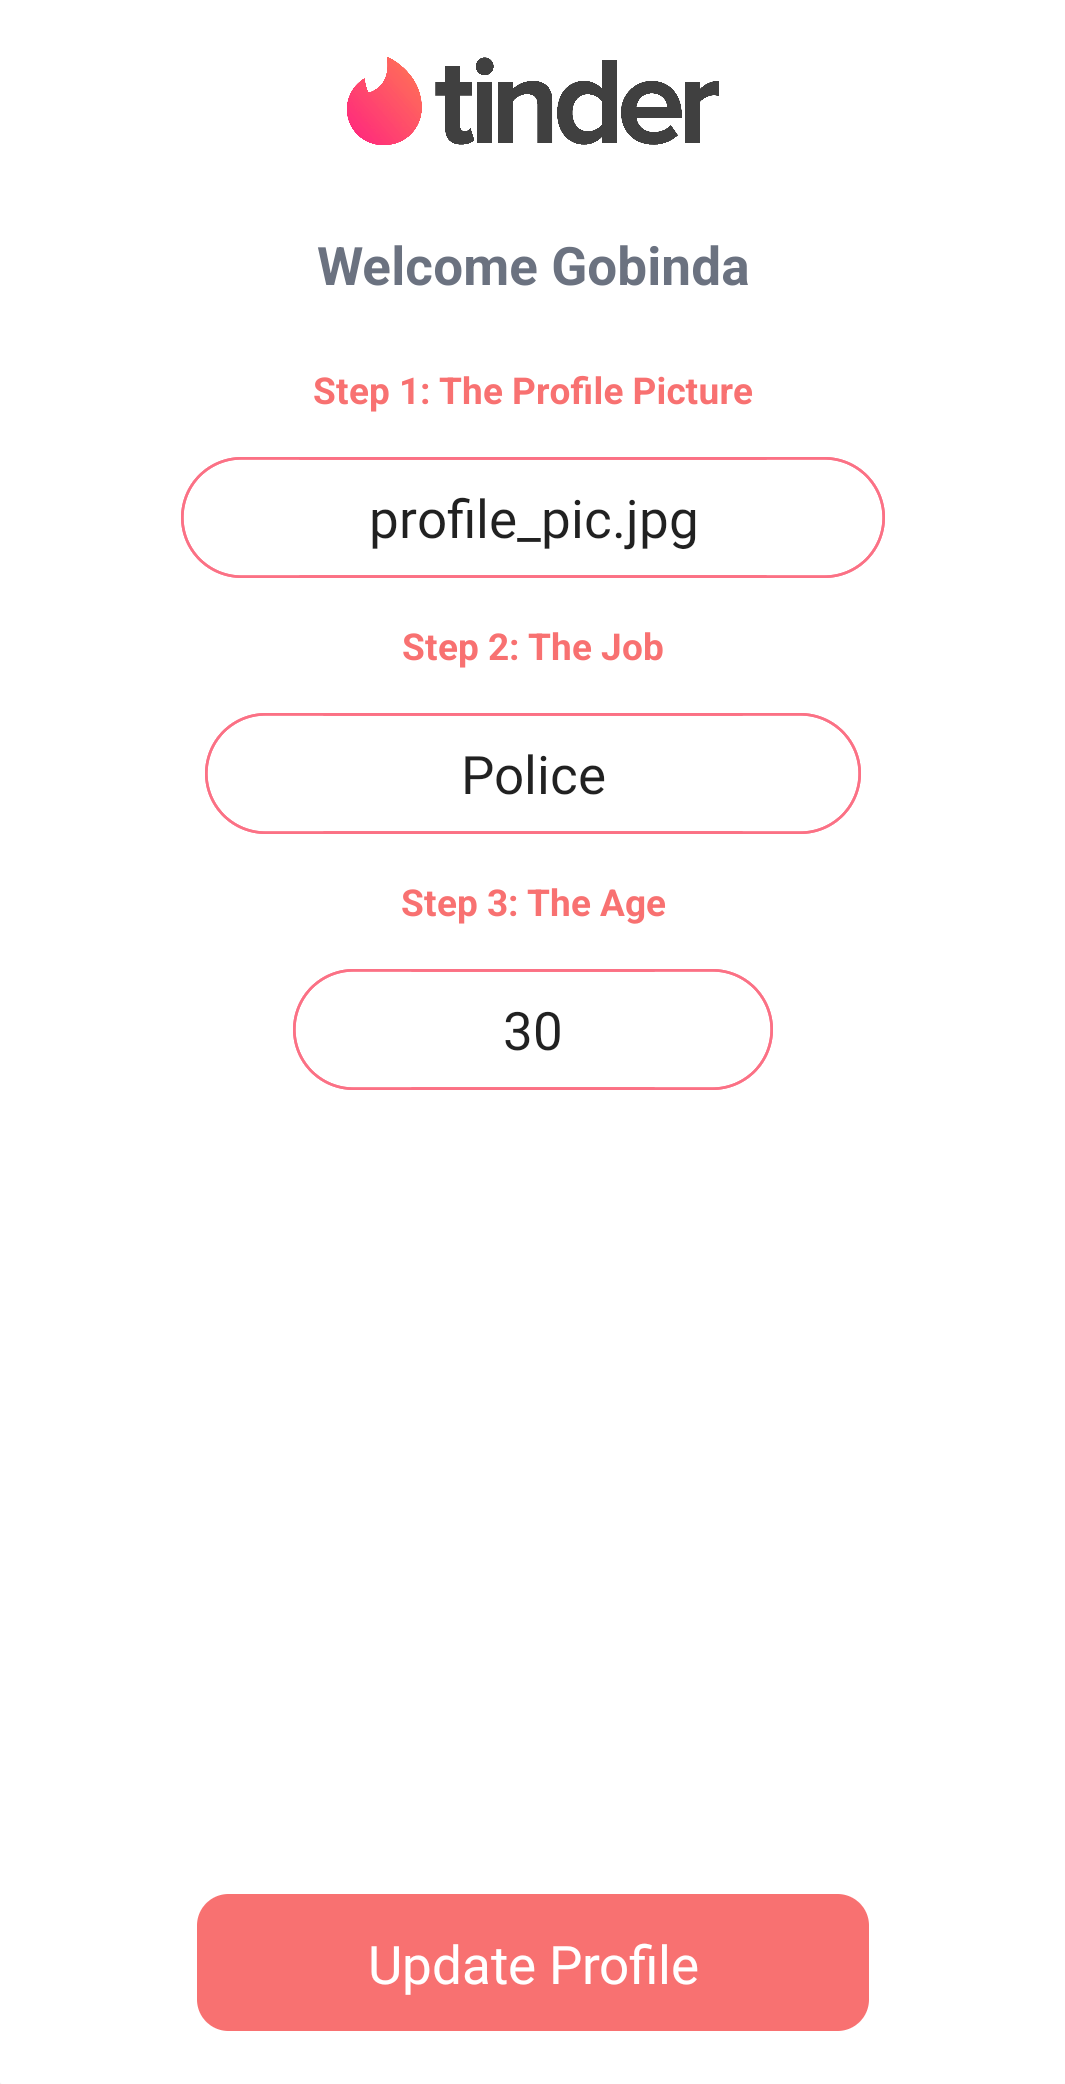 tinder
Welcome Gobinda
Step 1: The Profile Picture
profile_pic.jpg
Step 2: The Job
Police
Step 3: The Age
30
Update Profile